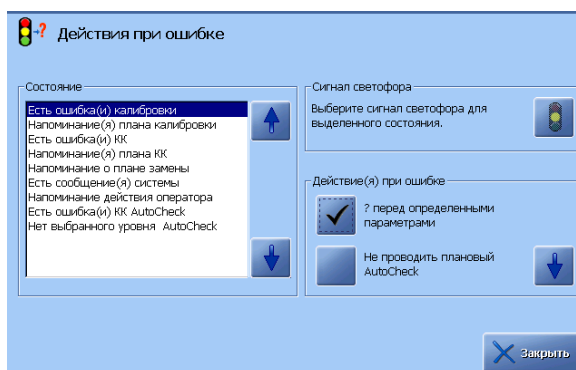 Действия при ошибке
Состояние
Есть ошибка(и) калибровки
Напоминание(я) плана калибровки
Есть ошибка(и) КК
Напоминание(я) плана КК
Напоминание о плане замены
Есть сообщение(я) системы
Напоминание действия оператора
Есть ошибка(и) КК AutoCheck
Нет выбранного уровня AutoCheck
Сигнал светофора
Выберите сигнал светофора для
выделенного состояния.
Действие(я) при ошибке
? перед определенными
параметрами
Не проводить плановый
AutoCheck
Закрыть